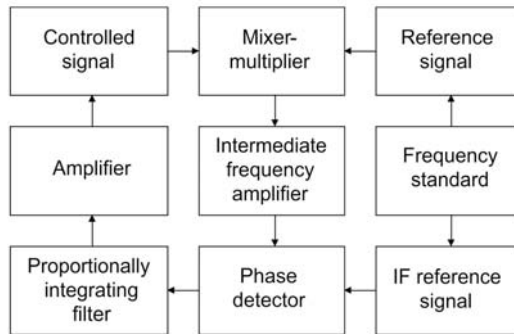 Controlled
signal
Mixer-
multiplier
Reference
signal
Amplifier
Intermediate
frequency
amplifier
Frequency
standard
Proportionally
integrating
filter
Phase
detector
IF reference
signal